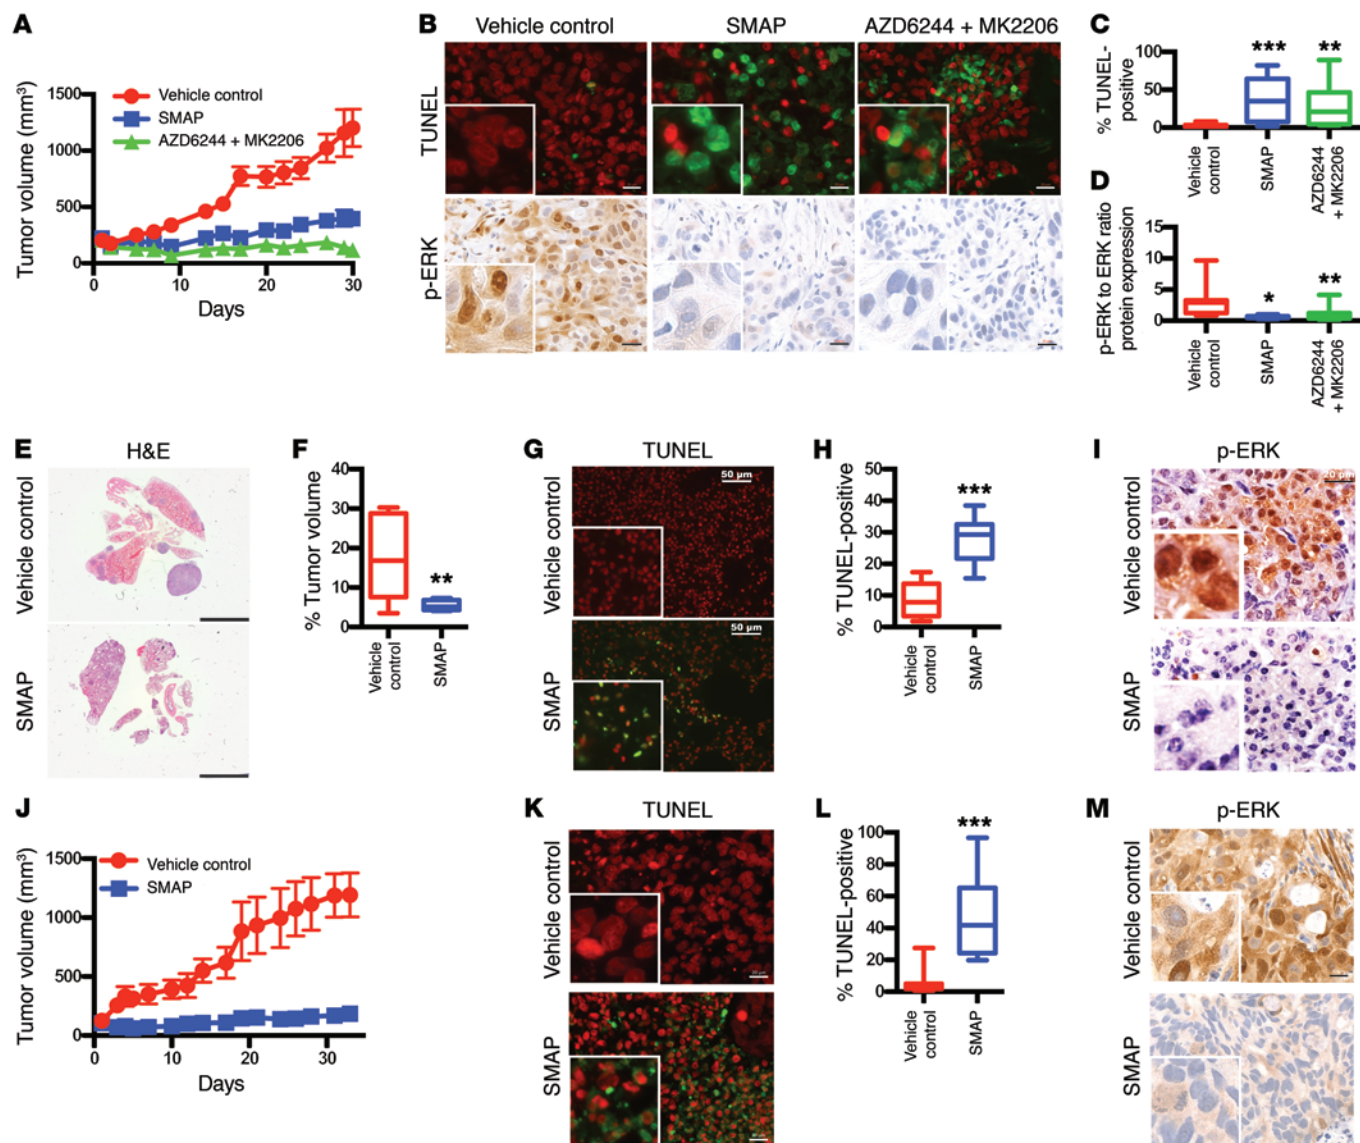 A
Tumor volume (mm³)
1500
1000
500
0
0
10
20
30
Days
Vehicle control
SMAP
AZD6244 + MK2206
B
Vehicle control
SMAP
AZD6244 + MK2206
TUNEL
p-ERK
C
% TUNEL-
positive
100
50
0
***
**
Vehicle
control
SMAP
AZD6244
+ MK2206
D
p-ERK to ERK ratio
protein expression
15
10
5
0
*
**
Vehicle
control
SMAP
AZD6244
+ MK2206
E
H&E
Vehicle control
SMAP
F
% Tumor volume
40
30
20
10
0
**
Vehicle
control
SMAP
G
TUNEL
Vehicle control
50 μm
SMAP
50 μm
H
% TUNEL-positive
50
40
30
20
10
0
***
Vehicle
control
SMAP
I
p-ERK
Vehicle control
20 μm
SMAP
J
Tumor volume (mm³)
1500
1000
500
0
0
10
20
30
Days
Vehicle control
SMAP
K
TUNEL
Vehicle control
SMAP
L
% TUNEL-positive
100
80
60
40
20
0
***
Vehicle
control
SMAP
M
p-ERK
Vehicle control
SMAP